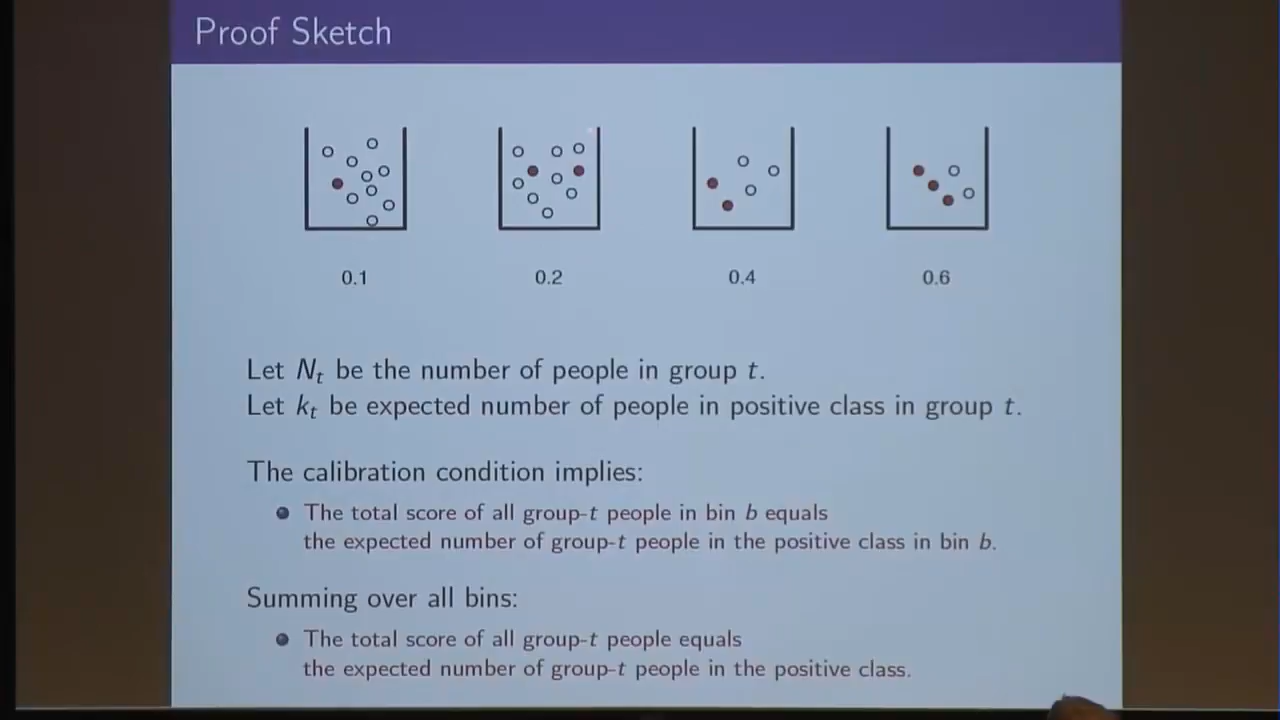 Proof Sketch
0.1 0.2 0.4 0.6
Let Nₜ be the number of people in group t.
Let kₜ be expected number of people in positive class in group t.
The calibration condition implies:
The total score of all group-t people in bin b equals
the expected number of group-t people in the positive class in bin b.
Summing over all bins:
The total score of all group-t people equals
the expected number of group-t people in the positive class.